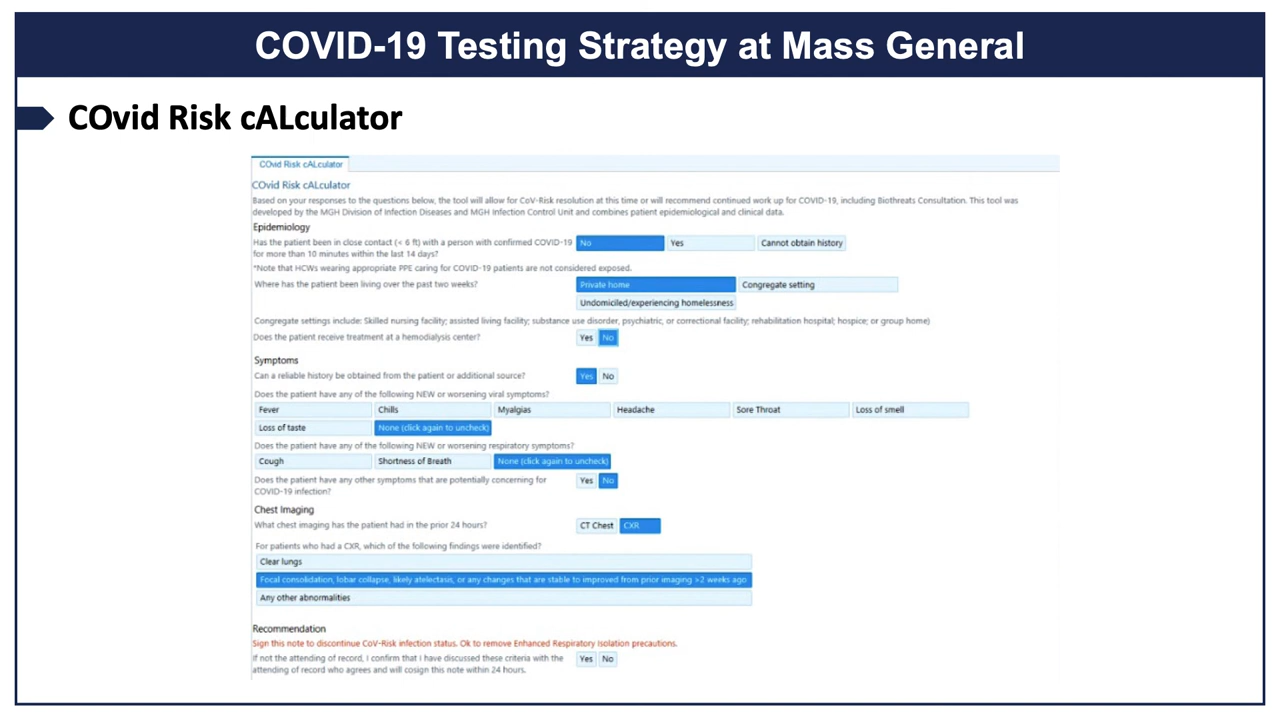 COVID-19 Testing Strategy at Mass General
COvid Risk cALculator
COvid Risk cALculator
COvid Risk cALculator
Based on your responses to the questions below, the tool will allow for CoV-Risk resolution at this time or will recommend continued work up for COVID-19, including Biothreats Consultation. This tool was
developed by the MGH Division of Infection Diseases and MGH Infection Control Unit and combines patient epidemiological and clinical data.
Epidemiology
Has the patient been in close contact (< 6 ft) with a person with confirmed COVID-19 No Yes Cannot obtain history
for more than 10 minutes within the last 14 days?
*Note that HCWs wearing appropriate PPE caring for COVID-19 patients are not considered exposed.
Where has the patient been living over the past two weeks? Private home Congregate setting
Undomiciled/experiencing homelessness
Congregate settings include: Skilled nursing facility; assisted living facility; substance use disorder, psychiatric, or correctional facility; rehabilitation hospital; hospice; or group home)
Does the patient receive treatment at a hemodialysis center? Yes No
Symptoms
Can a reliable history be obtained from the patient or additional source? Yes No
Does the patient have any of the following NEW or worsening viral symptoms?
Fever Chills Myalgias Headache Sore Throat Loss of smell
Loss of taste None (click again to uncheck)
Does the patient have any of the following NEW or worsening respiratory symptoms?
Cough Shortness of Breath None (click again to uncheck)
Does the patient have any other symptoms that are potentially concerning for Yes No
COVID-19 infection?
Chest Imaging
What chest imaging has the patient had in the prior 24 hours? CT Chest CXR
For patients who had a CXR, which of the following findings were identified?
Clear lungs
Focal consolidation, lobar collapse, likely atelectasis, or any changes that are stable to improved from prior imaging >2 weeks ago
Any other abnormalities
Recommendation
Sign this note to discontinue CoV-Risk infection status. Ok to remove Enhanced Respiratory Isolation precautions.
If not the attending of record, I confirm that I have discussed these criteria with the Yes No
attending of record who agrees and will cosign this note within 24 hours.